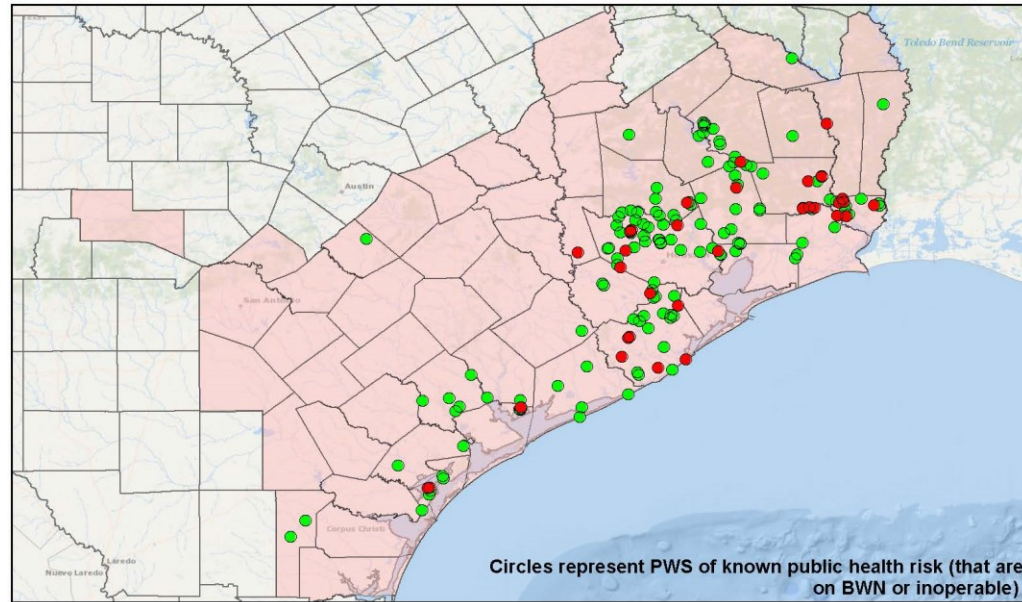 Toledo Bend Reservoir
Austin
San Antonio
Corpus Christi
Laredo
Nuevo Laredo
Circles represent PWS of known public health risk (that are
on BWN or inoperable)